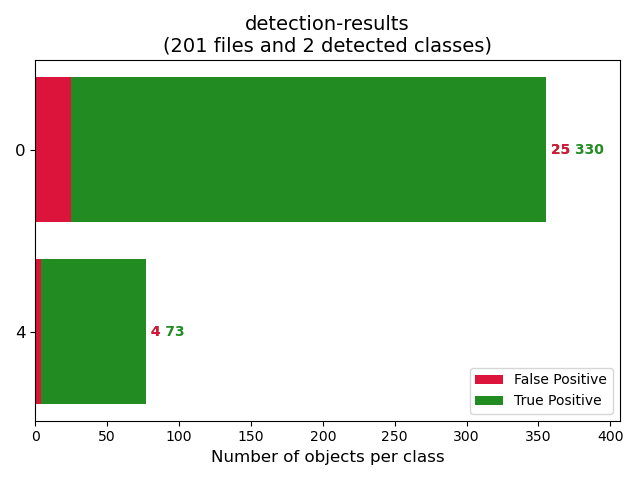 detection-results
(201 files and 2 detected classes)
0
25 330
4
4 73
False Positive
True Positive
0 50 100 150 200 250 300 350 400
Number of objects per class